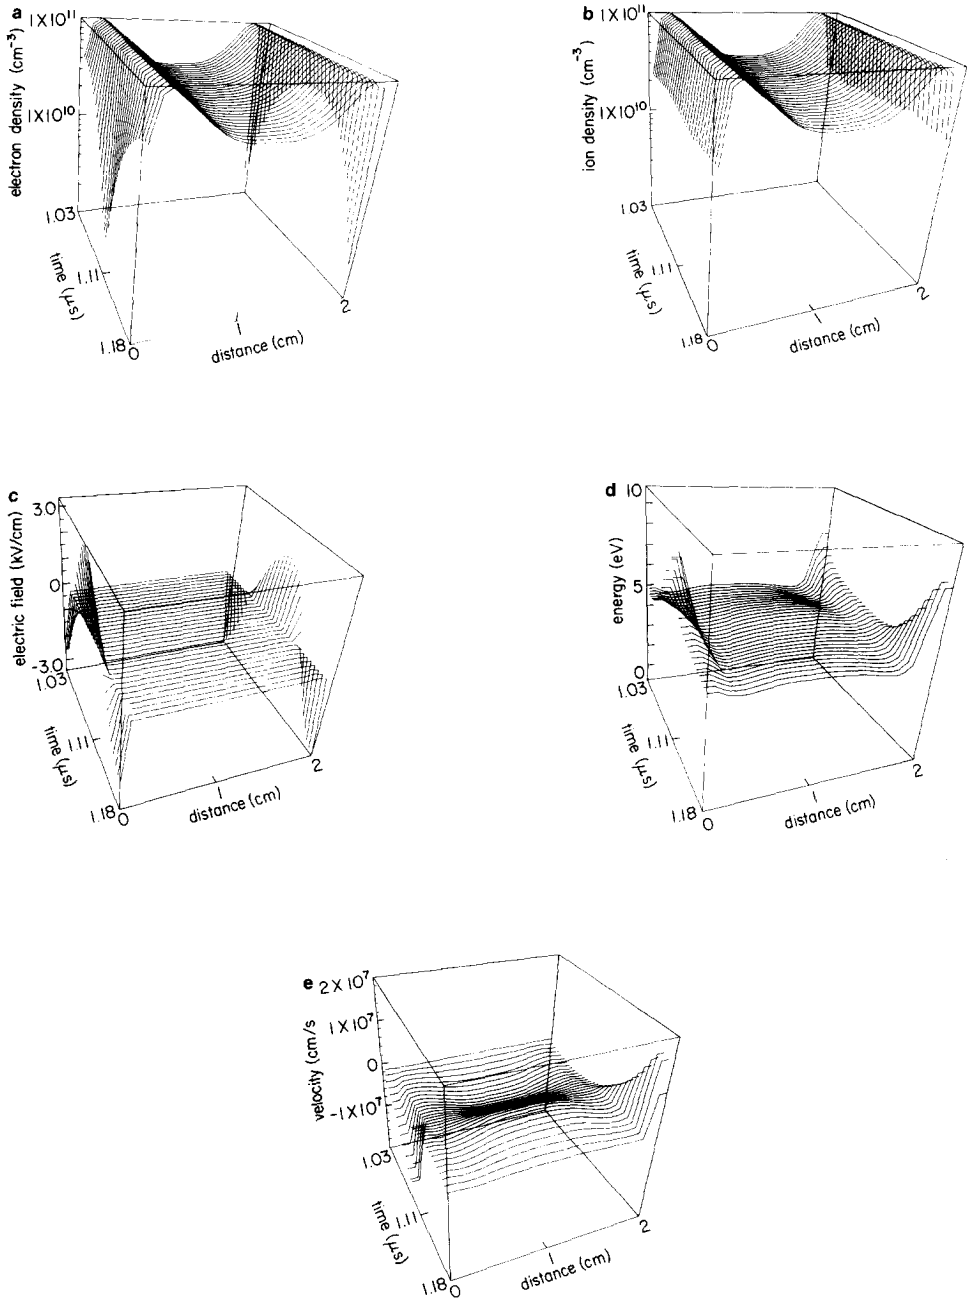 a
1X10¹¹
1X10¹⁰
electron density (cm⁻³)
1.03
1.11
1.18
time (μs)
0
1
2
distance (cm)
b
1X10¹¹
1X10¹⁰
ion density (cm⁻³)
1.03
1.11
1.18
time (μs)
0
1
2
distance (cm)
c
3.0
0
-3.0
electric field (kV/cm)
1.03
1.11
1.18
time (μs)
0
1
2
distance (cm)
d
10
5
0
energy (eV)
1.03
1.11
1.18
time (μs)
0
1
2
distance (cm)
e
2X10⁷
1X10⁷
0
-1X10⁷
velocity (cm/s)
1.03
1.11
1.18
time (μs)
0
1
2
distance (cm)